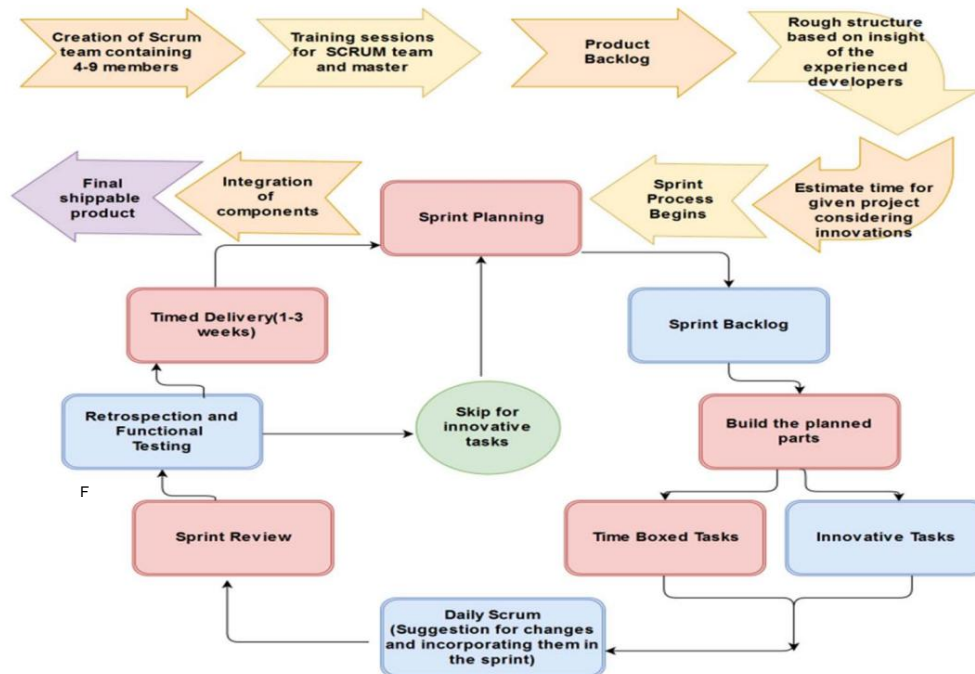 Creation of Scrum
team containing
4-9 members
Training sessions
for SCRUM team
and master
Product
Backlog
Rough structure
based on insight
of the
experienced
developers
Final
shippable
product
Integration
of
components
Sprint Planning
Sprint
Process
Begins
Estimate time for
given project
considering
innovations
Timed Delivery(1-3
weeks)
Sprint Backlog
Retrospection and
Functional
Testing
Skip for
innovative
tasks
Build the planned
parts
F
Sprint Review
Time Boxed Tasks
Innovative Tasks
Daily Scrum
(Suggestion for changes
and incorporating them in
the sprint)